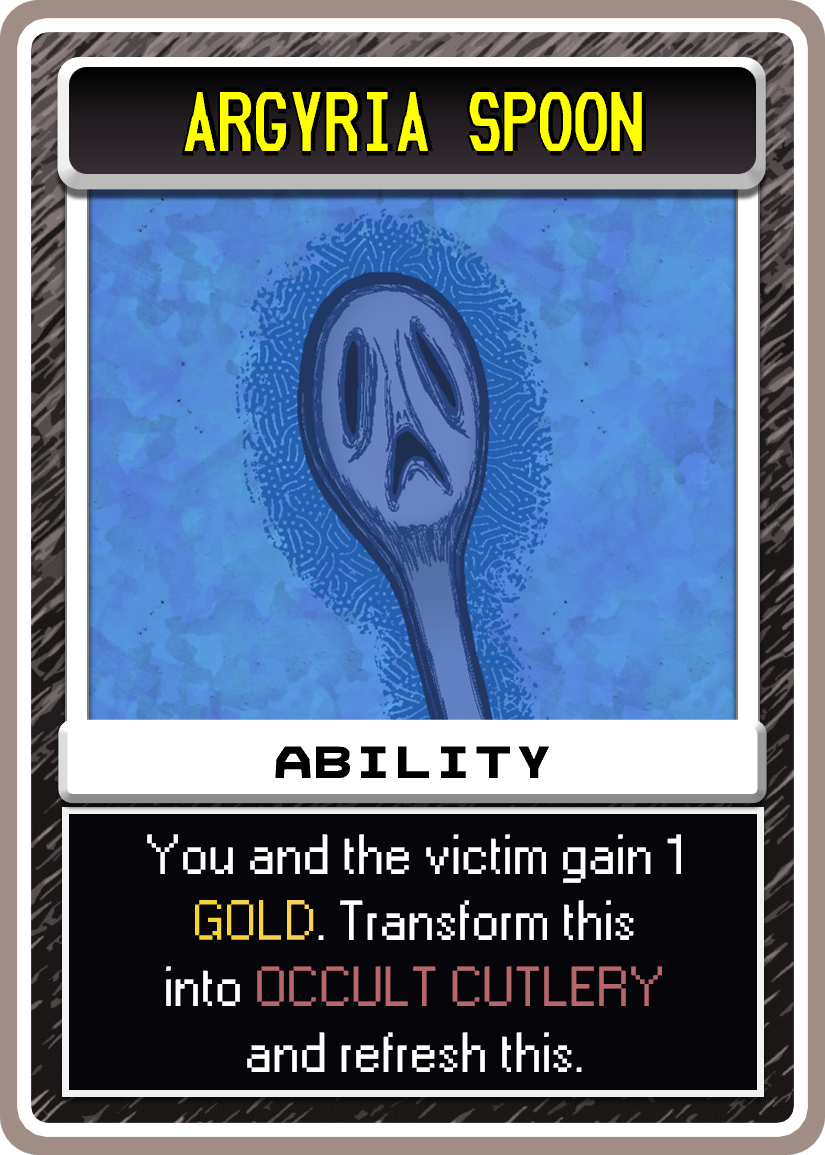 ARGYRIA SPOON
ABILITY
You and the victim gain 1
GOLD. Transform this
into OCCULT CUTLERY
and refresh this.